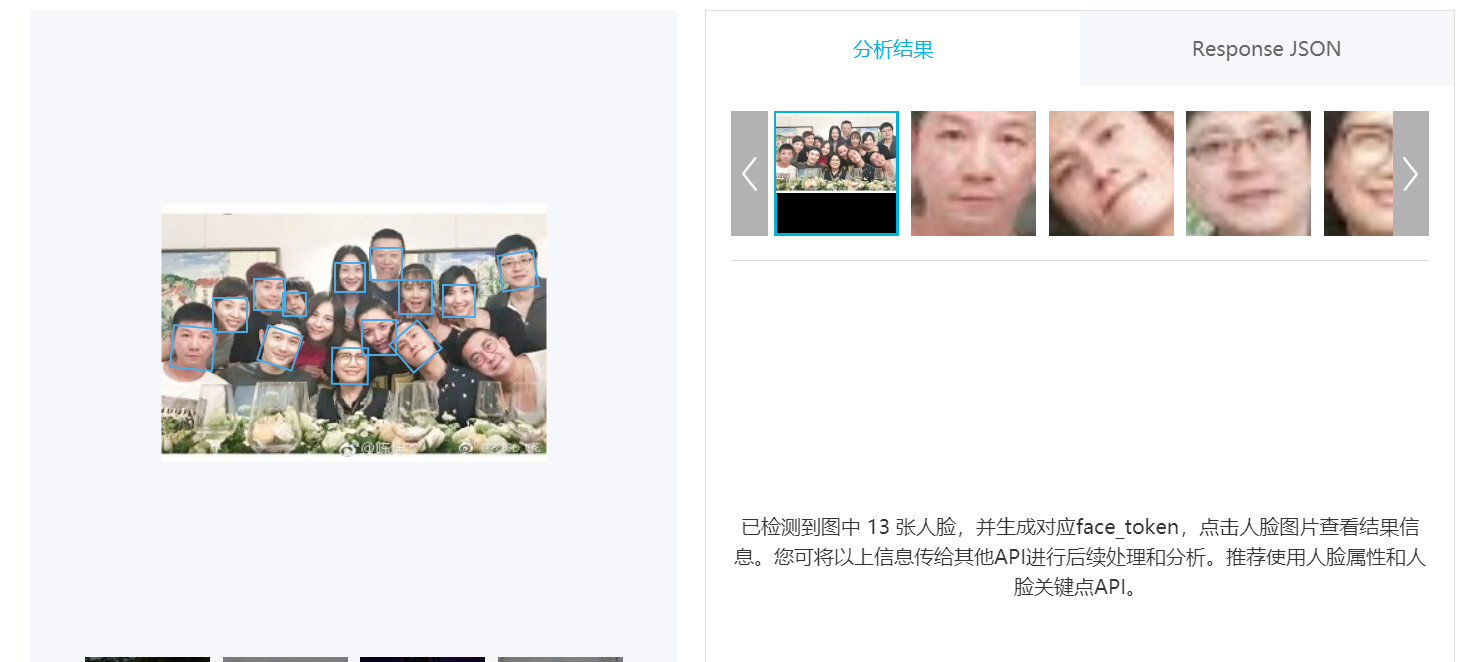 分析结果
Response JSON
已检测到图中 13 张人脸，并生成对应face_token，点击人脸图片查看结果信
息。您可将以上信息传给其他API进行后续处理和分析。推荐使用人脸属性和人
脸关键点API。